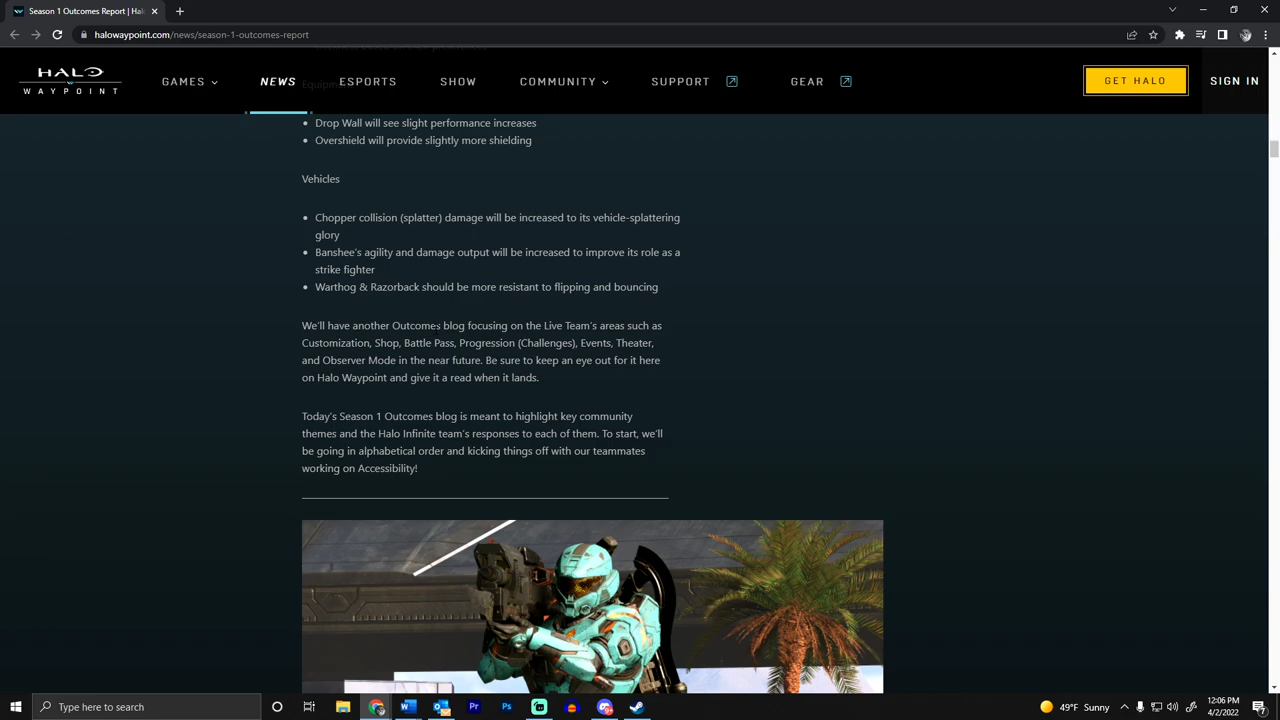 Season 1 Outcomes Report | Ha
halowaypoint.com/news/season-1-outcomes-report
HALO
WAYPOINT
GAMES
NEWS
ESPORTS
SHOW
COMMUNITY
SUPPORT
GEAR
GET HALO
SIGN IN
Drop Wall will see slight performance increases
Overshield will provide slightly more shielding
Vehicles
Chopper collision (splatter) damage will be increased to its vehicle-splattering
glory
Banshee's agility and damage output will be increased to improve its role as a
strike fighter
Warthog & Razorback should be more resistant to flipping and bouncing
We'll have another Outcomes blog focusing on the Live Team's areas such as
Customization, Shop, Battle Pass, Progression (Challenges), Events, Theater,
and Observer Mode in the near future. Be sure to keep an eye out for it here
on Halo Waypoint and give it a read when it lands.
Today's Season 1 Outcomes blog is meant to highlight key community
themes and the Halo Infinite team's responses to each of them. To start, we'll
be going in alphabetical order and kicking things off with our teammates
working on Accessibility!
Type here to search
Pr
Ps
49°F Sunny
12:06 PM
4/2/2022